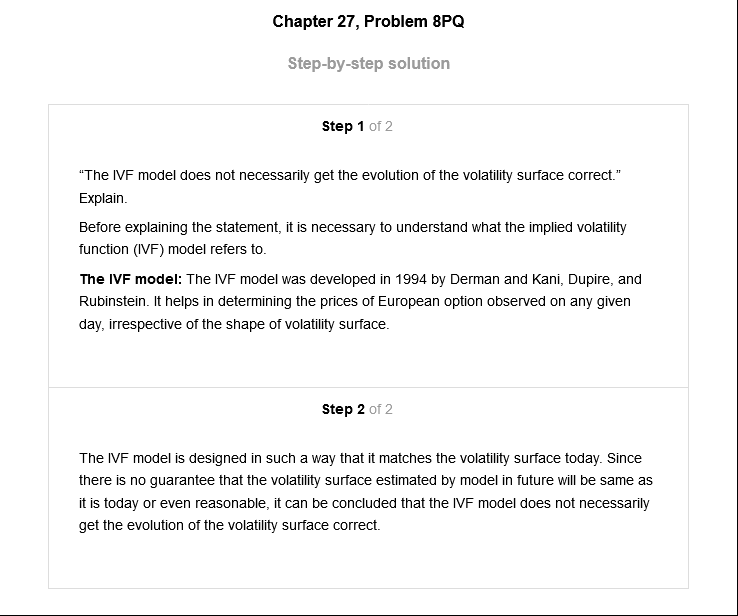 Chapter 27, Problem 8PQ
Step-by-step solution
Step 1 of 2
“The IVF model does not necessarily get the evolution of the volatility surface correct.”
Explain.
Before explaining the statement, it is necessary to understand what the implied volatility
function (IVF) model refers to.
The IVF model: The IVF model was developed in 1994 by Derman and Kani, Dupire, and
Rubinstein. It helps in determining the prices of European option observed on any given
day, irrespective of the shape of volatility surface.
Step 2 of 2
The IVF model is designed in such a way that it matches the volatility surface today. Since
there is no guarantee that the volatility surface estimated by model in future will be same as
it is today or even reasonable, it can be concluded that the IVF model does not necessarily
get the evolution of the volatility surface correct.